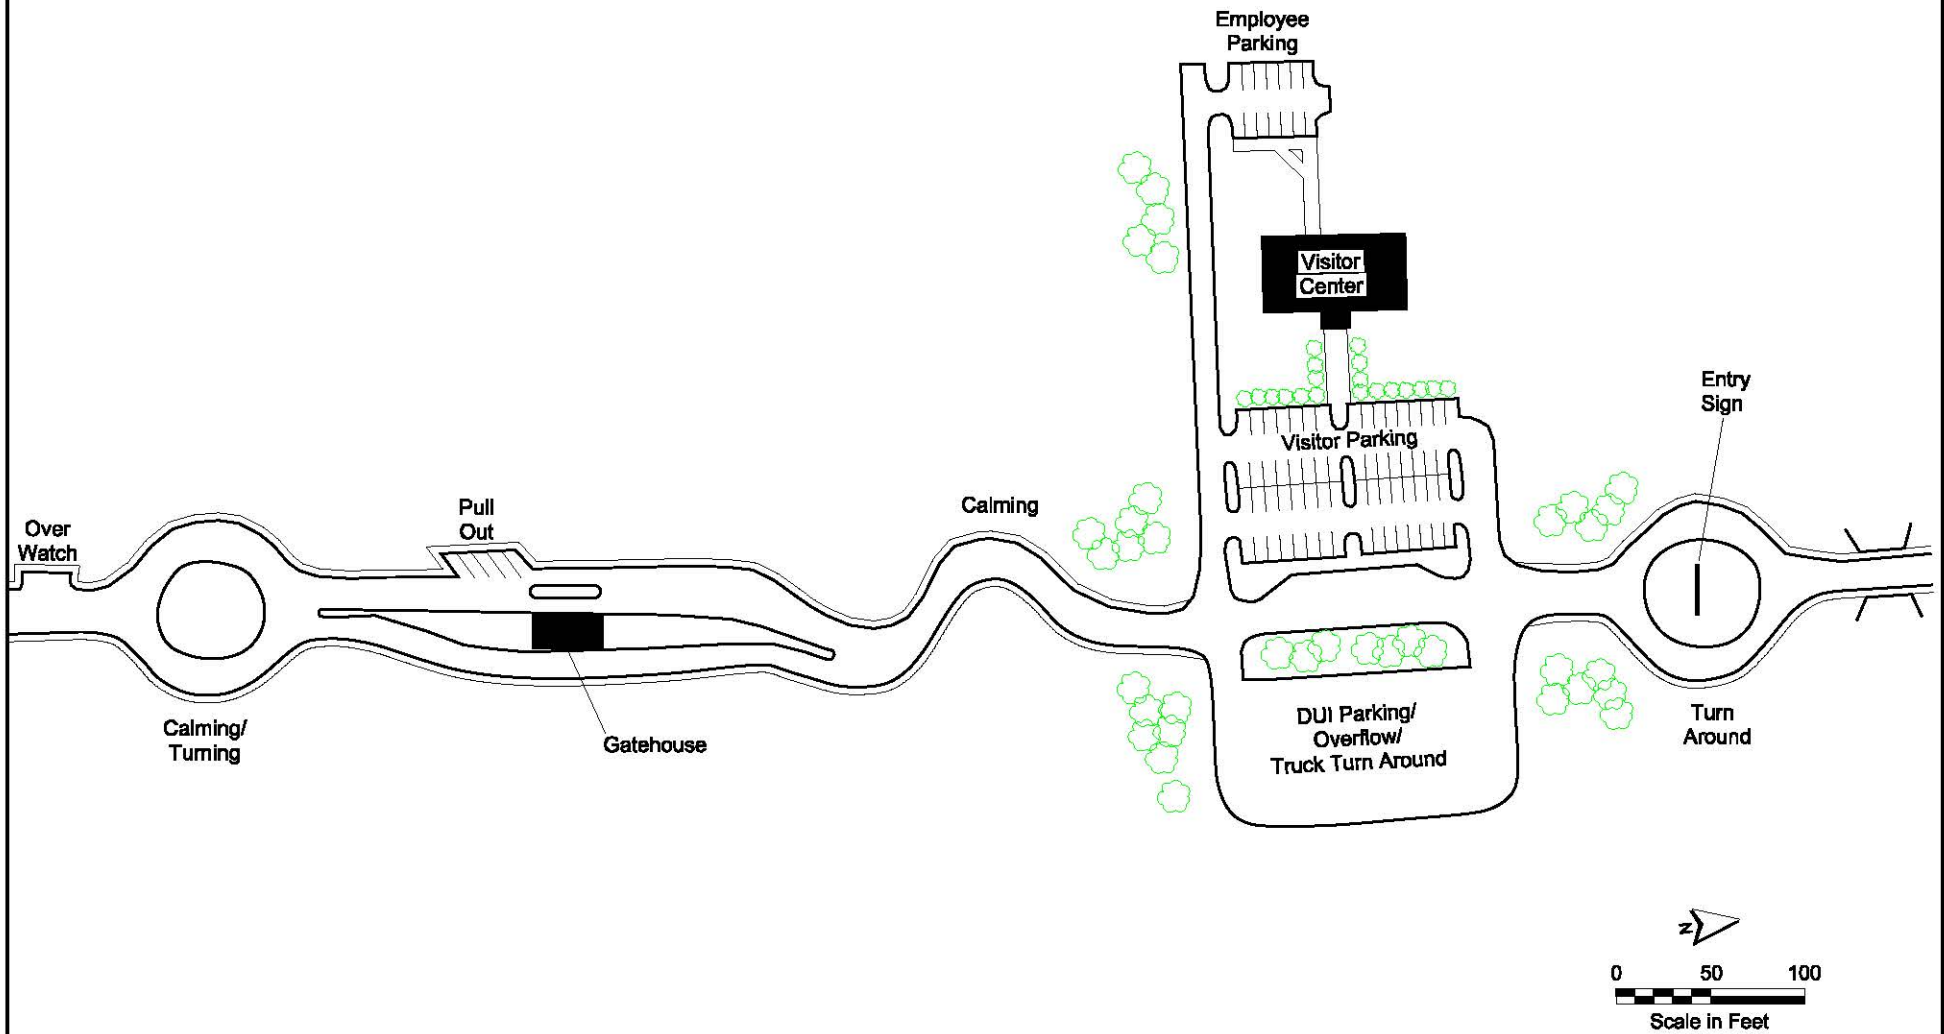 Employee
Parking
Visitor
Center
Entry
Sign
Visitor Parking
Pull
Out
Calming
Over
Watch
Calming/
Turning
Gatehouse
DUI Parking/
Overflow/
Truck Turn Around
Turn
Around
N
0 50 100
Scale in Feet